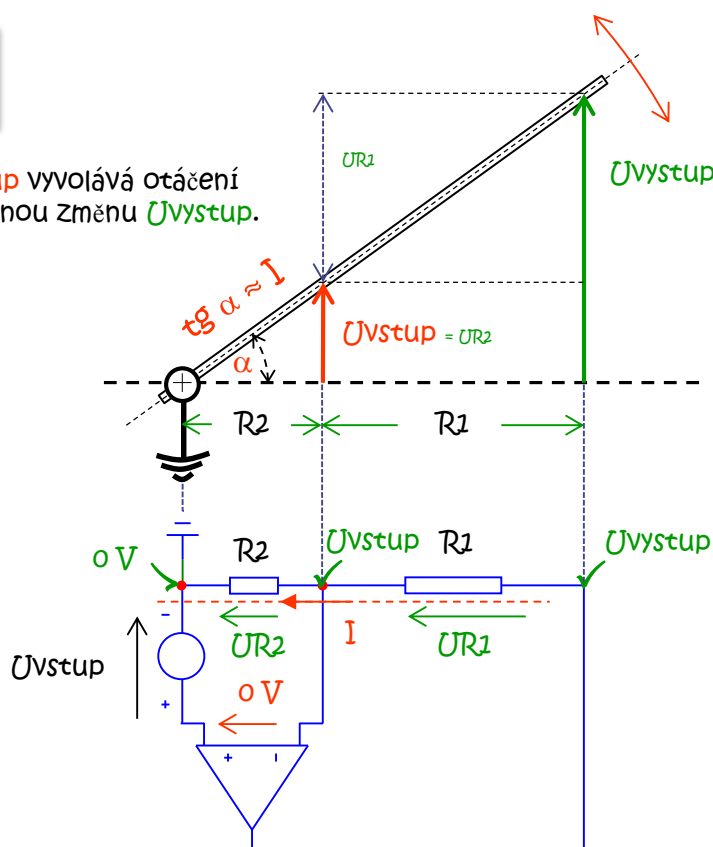 UR1
Uvystup
up vyvolává otáčení
nou změnu Uvystup.
tg α ≈ I
Uvstup = UR2
α
R2 R1
R2 Uvstup R1 Uvystup
0 V
I
UR2 UR1
Uvstup
-
+
0 V
+ -